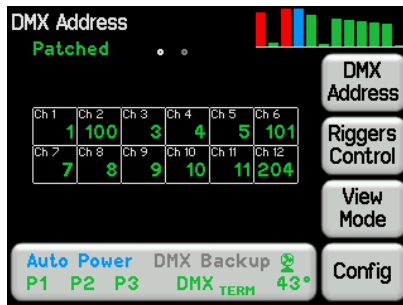 DMX Address
Patched
DMX
Address
Ch 1 Ch 2 Ch 3 Ch 4 Ch 5 Ch 6
1 100 3 4 5 101
Ch 7 Ch 8 Ch 9 Ch 10 Ch 11 Ch 12
7 8 9 10 11 204
Riggers
Control
View
Mode
Auto Power DMX Backup
P1 P2 P3 DMX TERM 43°
Config